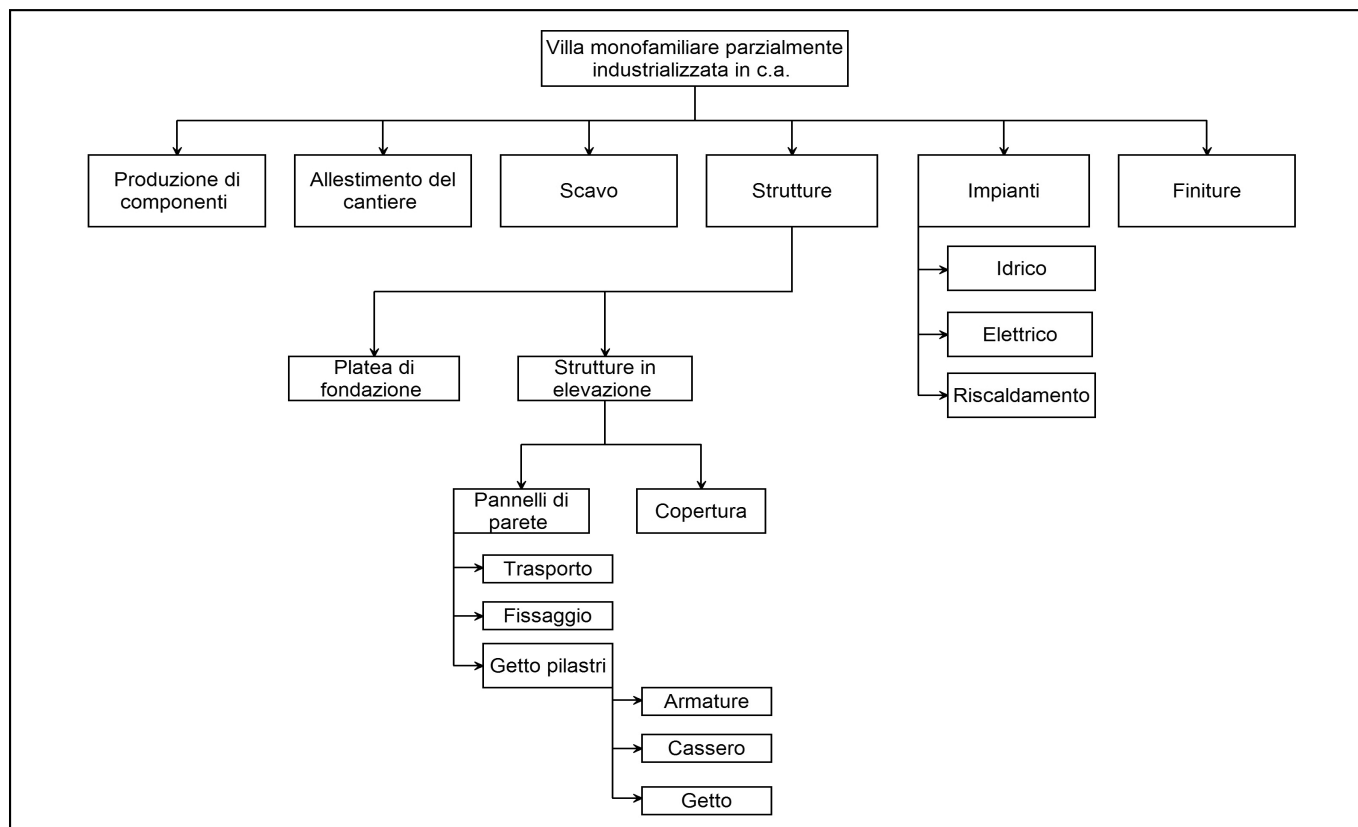 Villa monofamiliare parzialmente
industrializzata in c.a.
Produzione di
componenti
Allestimento del
cantiere
Scavo
Strutture
Impianti
Finiture
Idrico
Elettrico
Riscaldamento
Platea di
fondazione
Strutture in
elevazione
Pannelli di
parete
Copertura
Trasporto
Fissaggio
Getto pilastri
Armature
Cassero
Getto